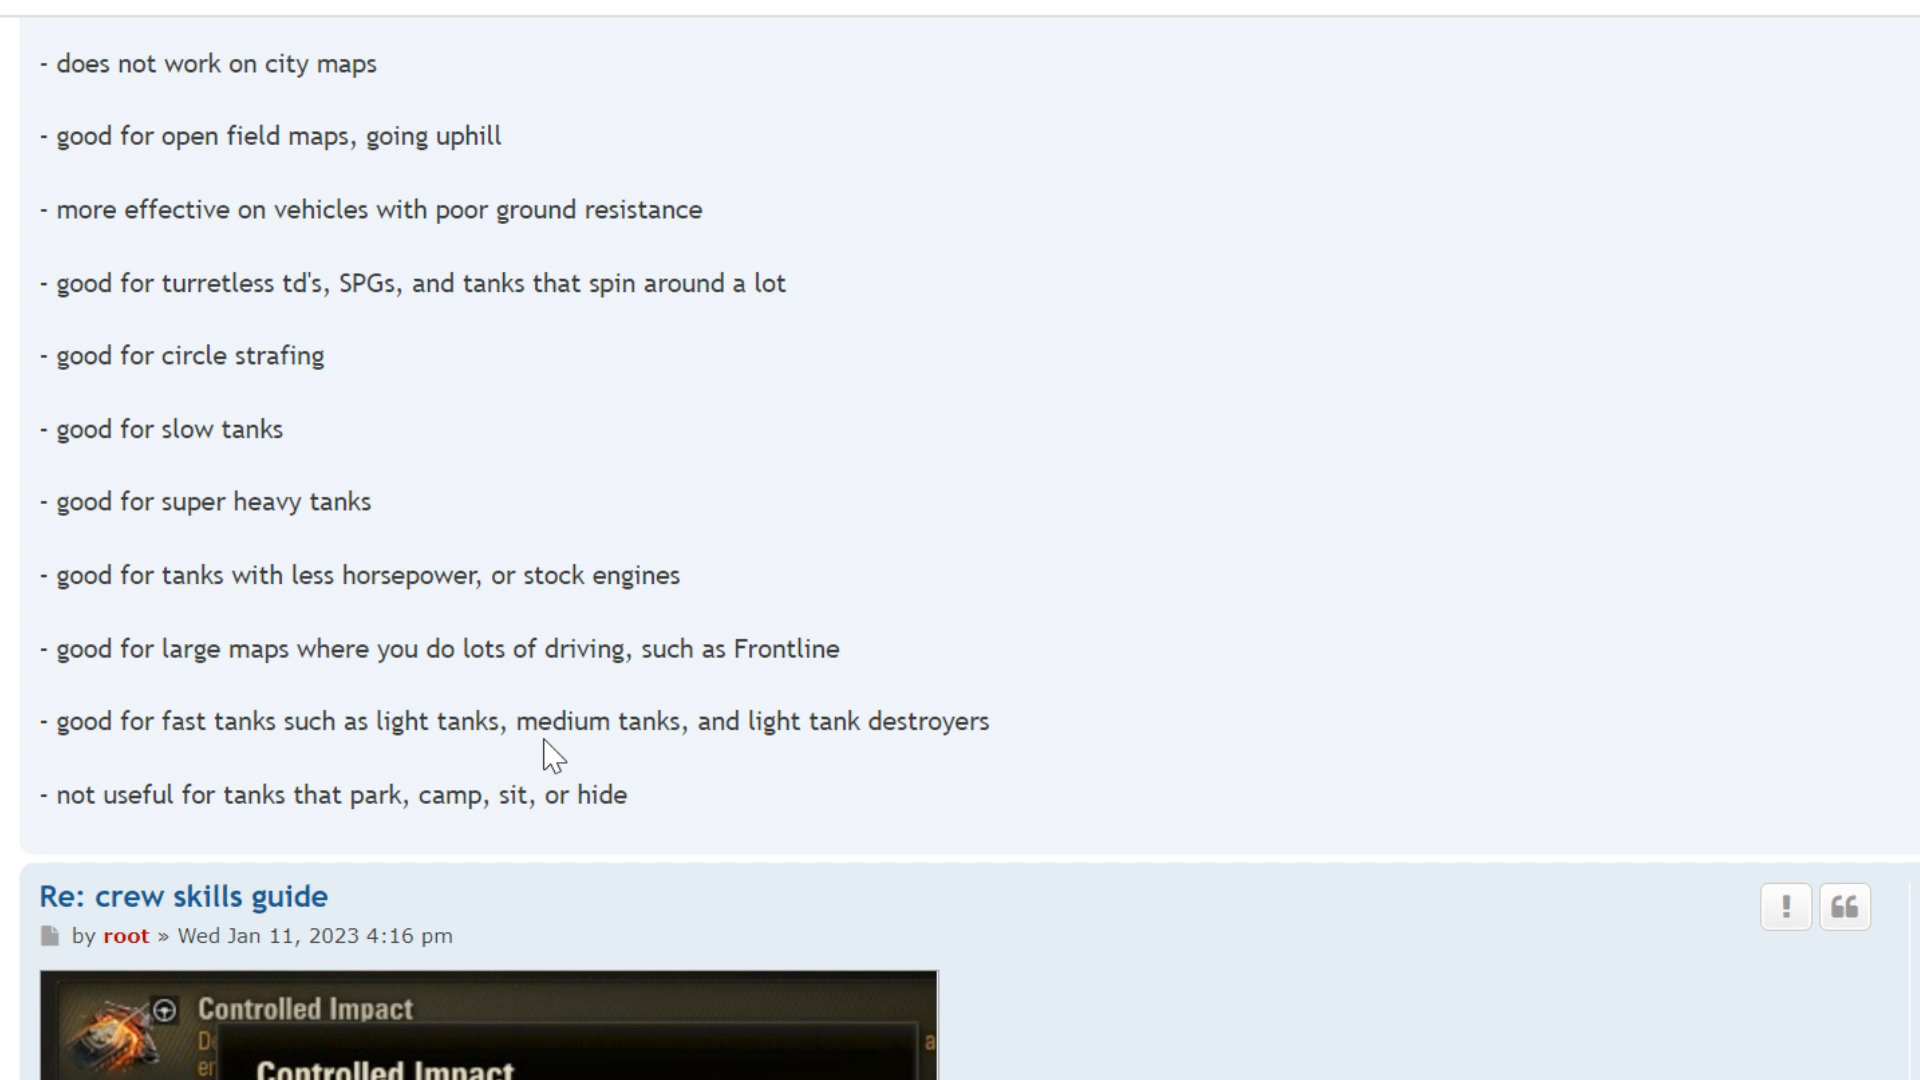 - does not work on city maps
- good for open field maps, going uphill
- more effective on vehicles with poor ground resistance
- good for turretless td's, SPGs, and tanks that spin around a lot
- good for circle strafing
- good for slow tanks
- good for super heavy tanks
- good for tanks with less horsepower, or stock engines
- good for large maps where you do lots of driving, such as Frontline
- good for fast tanks such as light tanks, medium tanks, and light tank destroyers
- not useful for tanks that park, camp, sit, or hide
Re: crew skills guide
by root » Wed Jan 11, 2023 4:16 pm
Controlled Impact
Controlled Impact